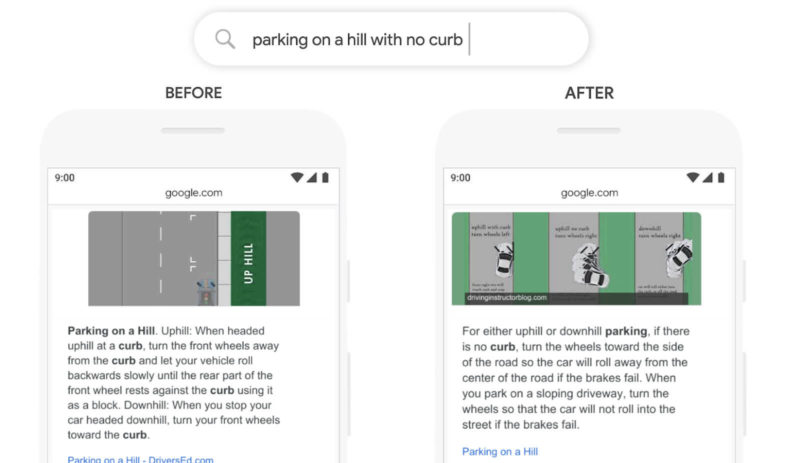 parking on a hill with no curb
BEFORE
9:00
google.com
UP HILL
Parking on a Hill. Uphill: When headed
uphill at a curb, turn the front wheels away
from the curb and let your vehicle roll
backwards slowly until the rear part of the
front wheel rests against the curb using it
as a block. Downhill: When you stop your
car headed downhill, turn your front wheels
toward the curb.
Parking on a Hill - DriversEd.com
AFTER
9:00
google.com
uphill with curb
turn wheels left
uphill no curb
turn wheels right
downhill
turn wheels right
drivinginstructorblog.com
For either uphill or downhill parking, if there
is no curb, turn the wheels toward the side
of the road so the car will roll away from the
center of the road if the brakes fail. When
you park on a sloping driveway, turn the
wheels so that the car will not roll into the
street if the brakes fail.
Parking on a Hill